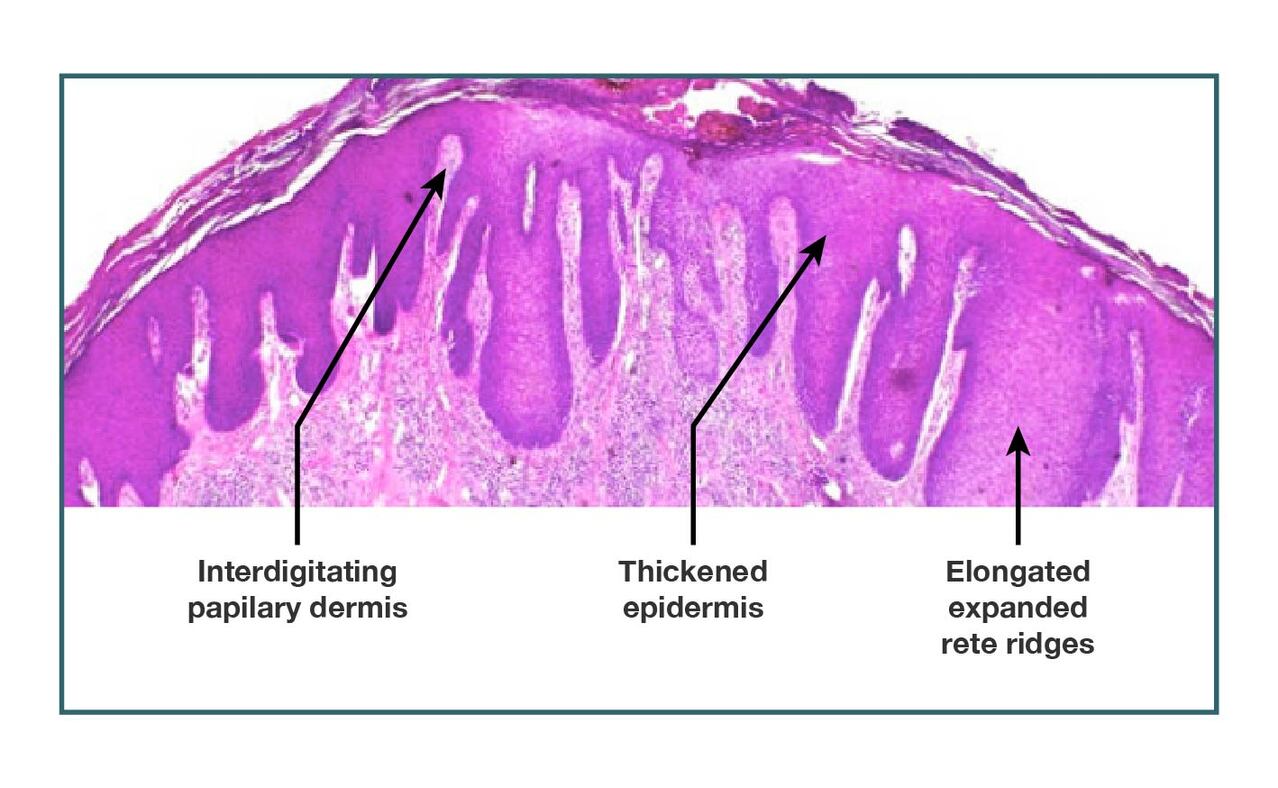 Interdigitating
papilary dermis
Thickened
epidermis
Elongated
expanded
rete ridges